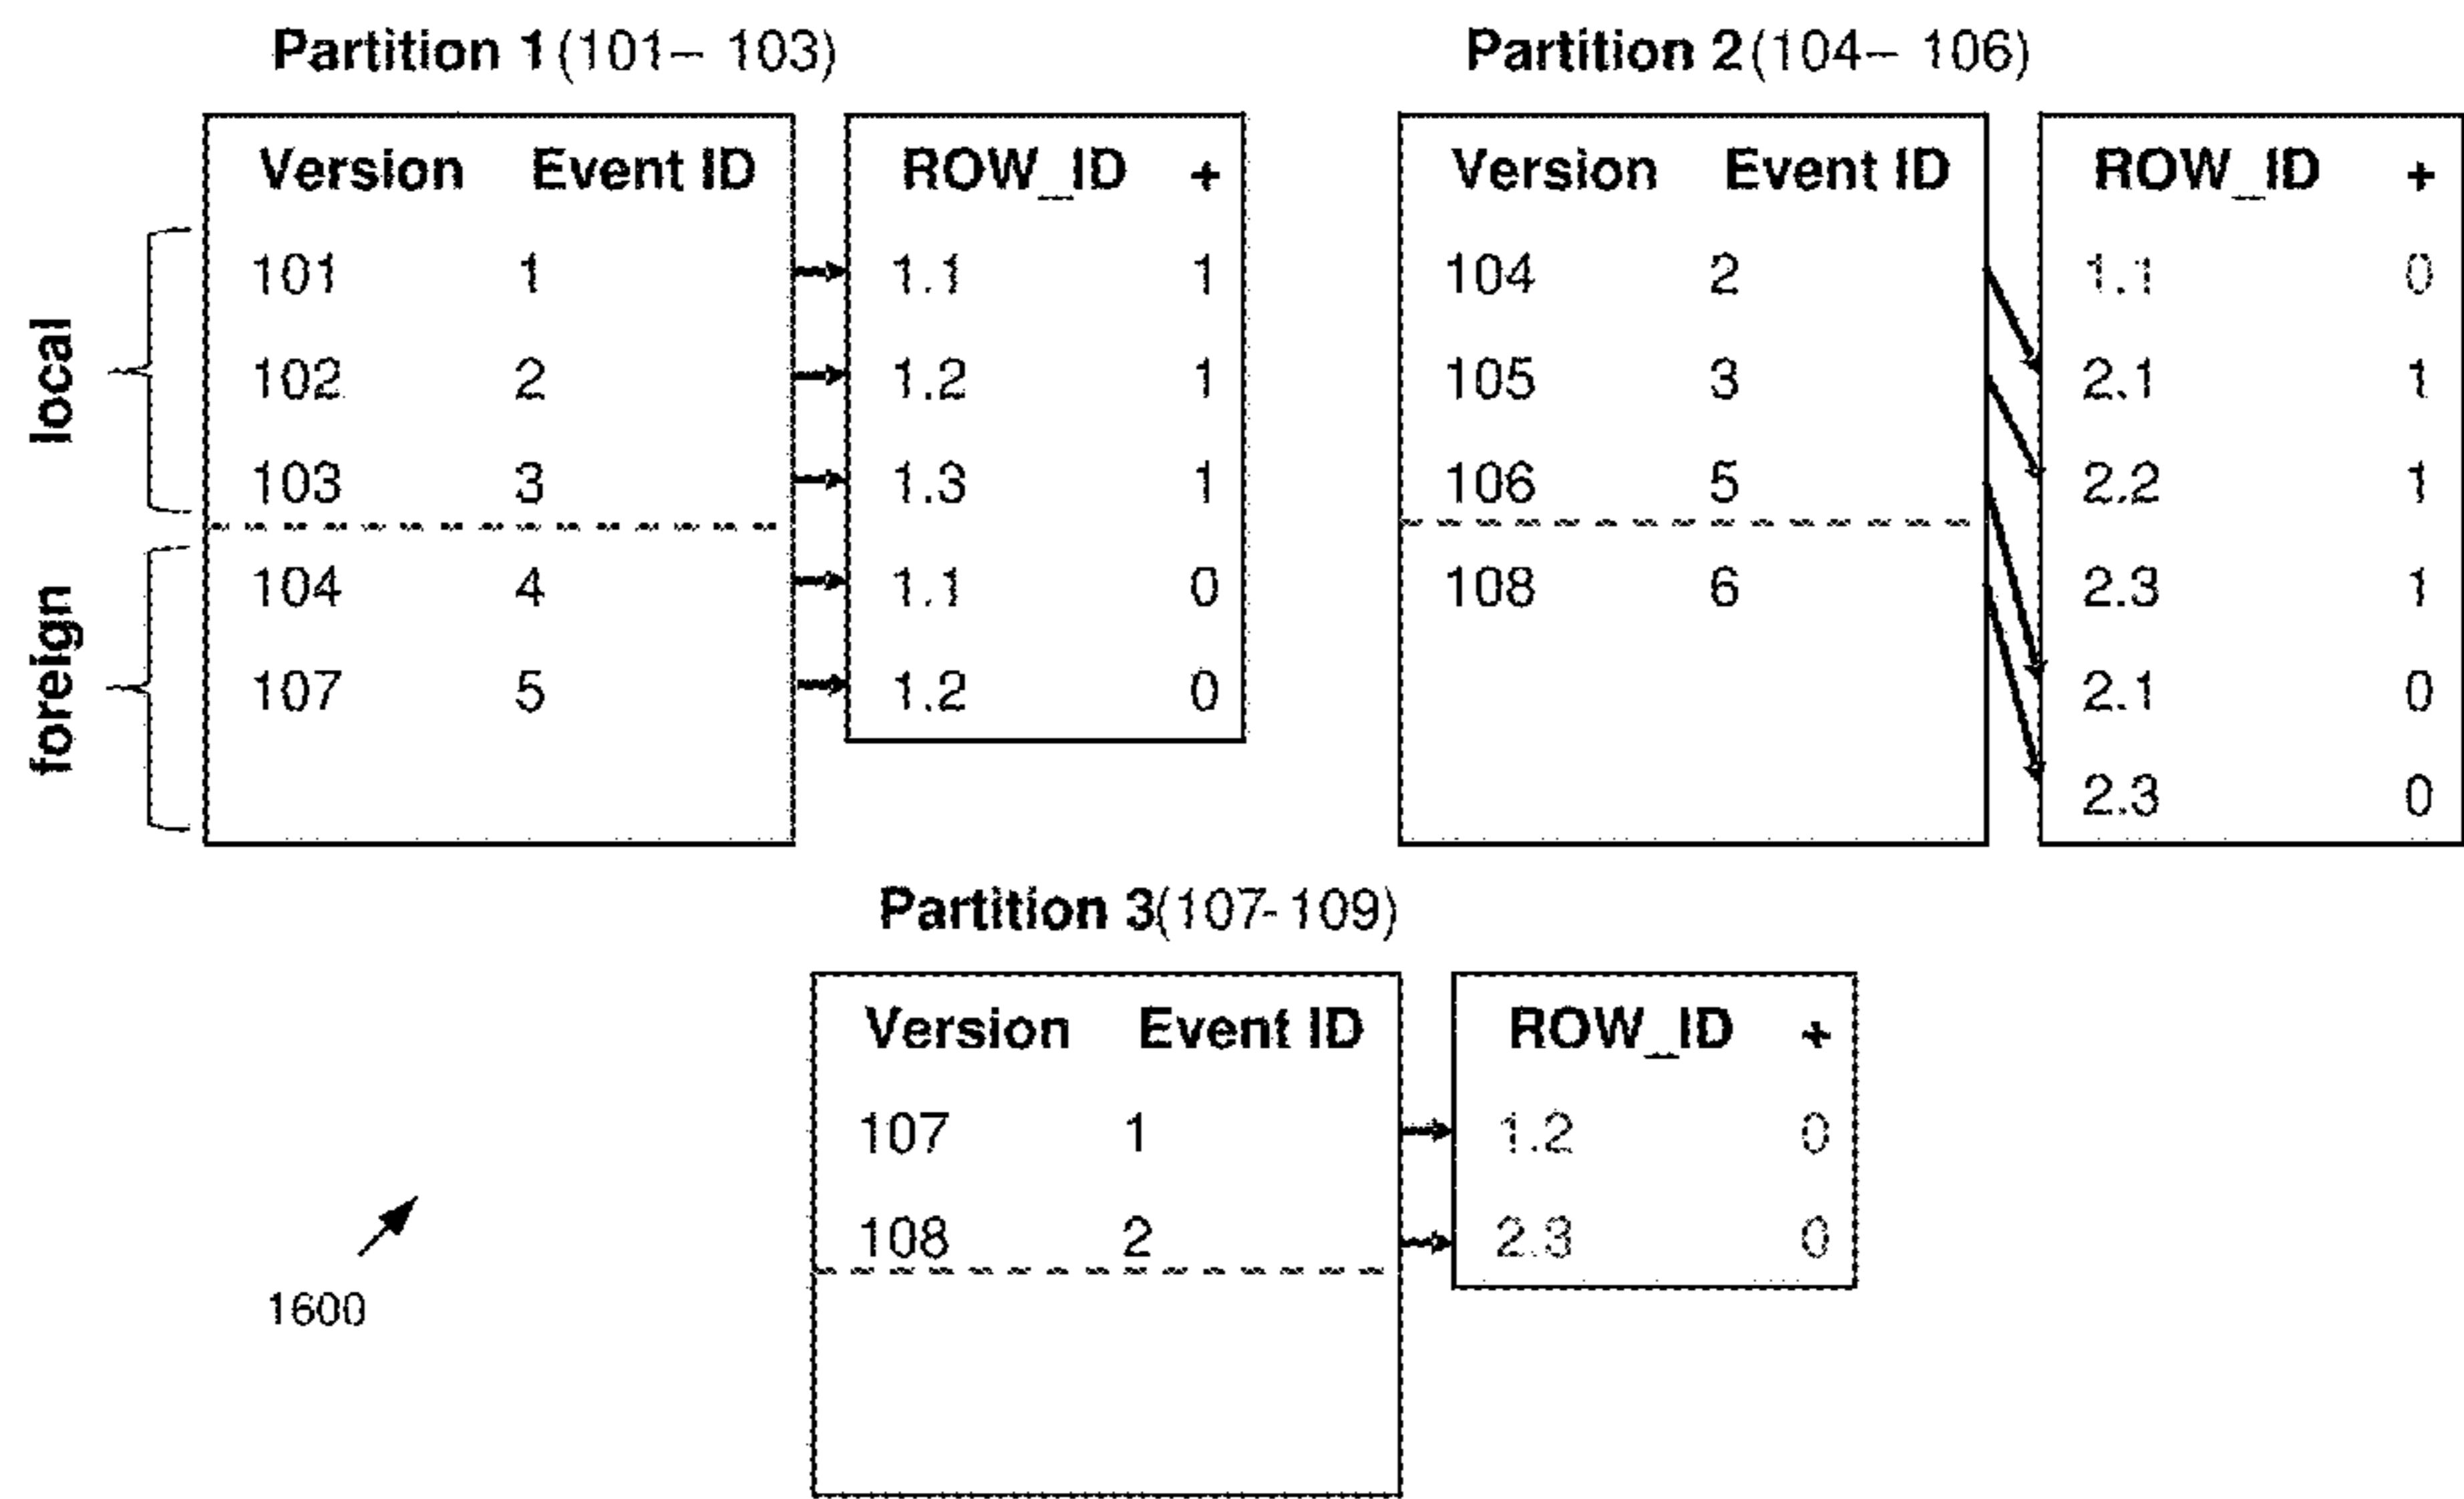 Partition 1 (101– 103)
Version Event ID ROW_ID +
local
101 1 1.1 1
102 2 1.2 1
103 3 1.3 1
foreign
104 4 1.1 0
107 5 1.2 0
Partition 2 (104– 106)
Version Event ID ROW_ID +
104 2 1.1 0
105 3 2.1 1
106 5 2.2 1
108 6 2.3 1
2.1 0
2.3 0
Partition 3(107-109)
Version Event ID ROW_ID +
107 1 1.2 0
108 2 2.3 0
1600